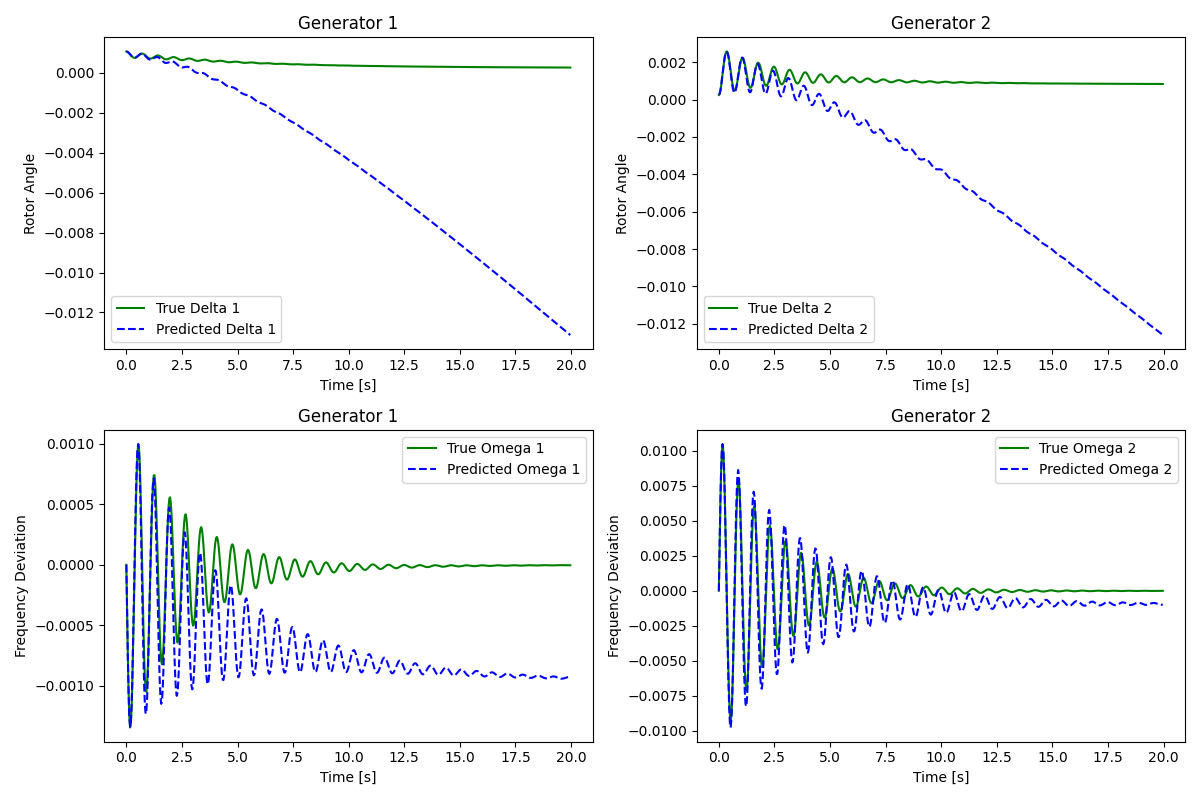 Generator 1
0.000
−0.002
−0.004
−0.006
−0.008
−0.010
−0.012
Rotor Angle
True Delta 1
Predicted Delta 1
0.0 2.5 5.0 7.5 10.0 12.5 15.0 17.5 20.0
Time [s]
Generator 2
0.002
0.000
−0.002
−0.004
−0.006
−0.008
−0.010
−0.012
Rotor Angle
True Delta 2
Predicted Delta 2
0.0 2.5 5.0 7.5 10.0 12.5 15.0 17.5 20.0
Time [s]
Generator 1
0.0010
0.0005
0.0000
−0.0005
−0.0010
Frequency Deviation
True Omega 1
Predicted Omega 1
0.0 2.5 5.0 7.5 10.0 12.5 15.0 17.5 20.0
Time [s]
Generator 2
0.0100
0.0075
0.0050
0.0025
0.0000
−0.0025
−0.0050
−0.0075
−0.0100
Frequency Deviation
True Omega 2
Predicted Omega 2
0.0 2.5 5.0 7.5 10.0 12.5 15.0 17.5 20.0
Time [s]